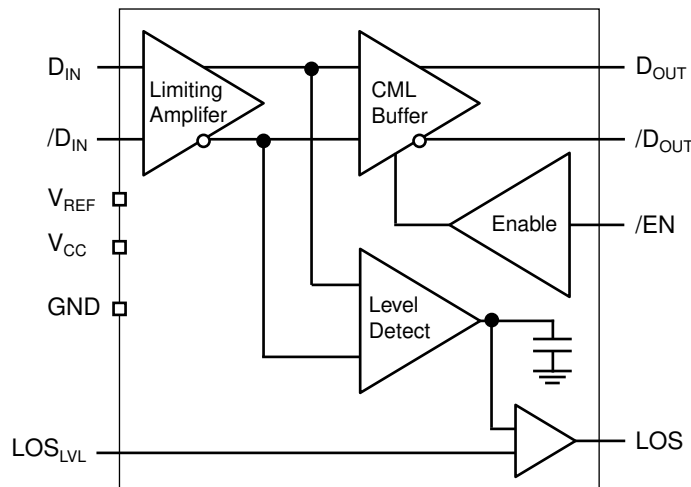 D_IN
/D_IN
V_REF
V_CC
GND
LOS_LVL
Limiting
Amplifer
CML
Buffer
Enable
Level
Detect
D_OUT
/D_OUT
/EN
LOS